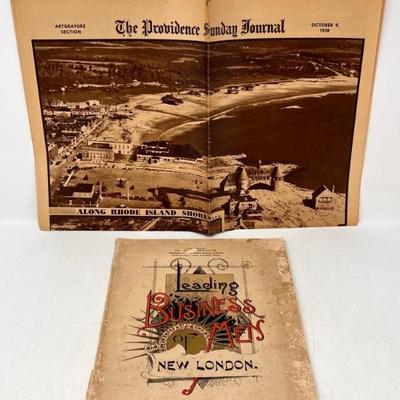 ARTGRAVURE
SECTION
The Providence Sunday Journal
OCTOBER 9,
1938
ALONG RHODE ISLAND SHORES
Leading
BUSINESS
MEN
OF
NEW LONDON.